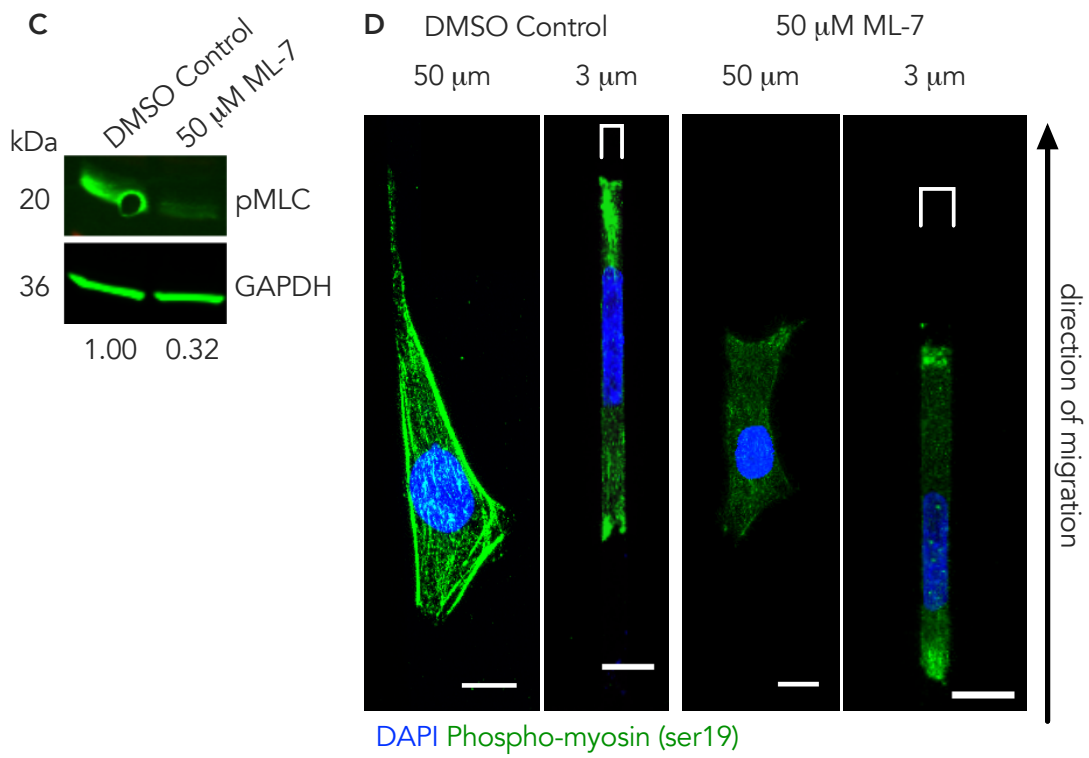 C
DMSO Control
50 μM ML-7
kDa
20
pMLC
36
GAPDH
1.00 0.32
D
DMSO Control
50 μM ML-7
50 μm
3 μm
50 μm
3 μm
direction of migration
DAPI Phospho-myosin (ser19)